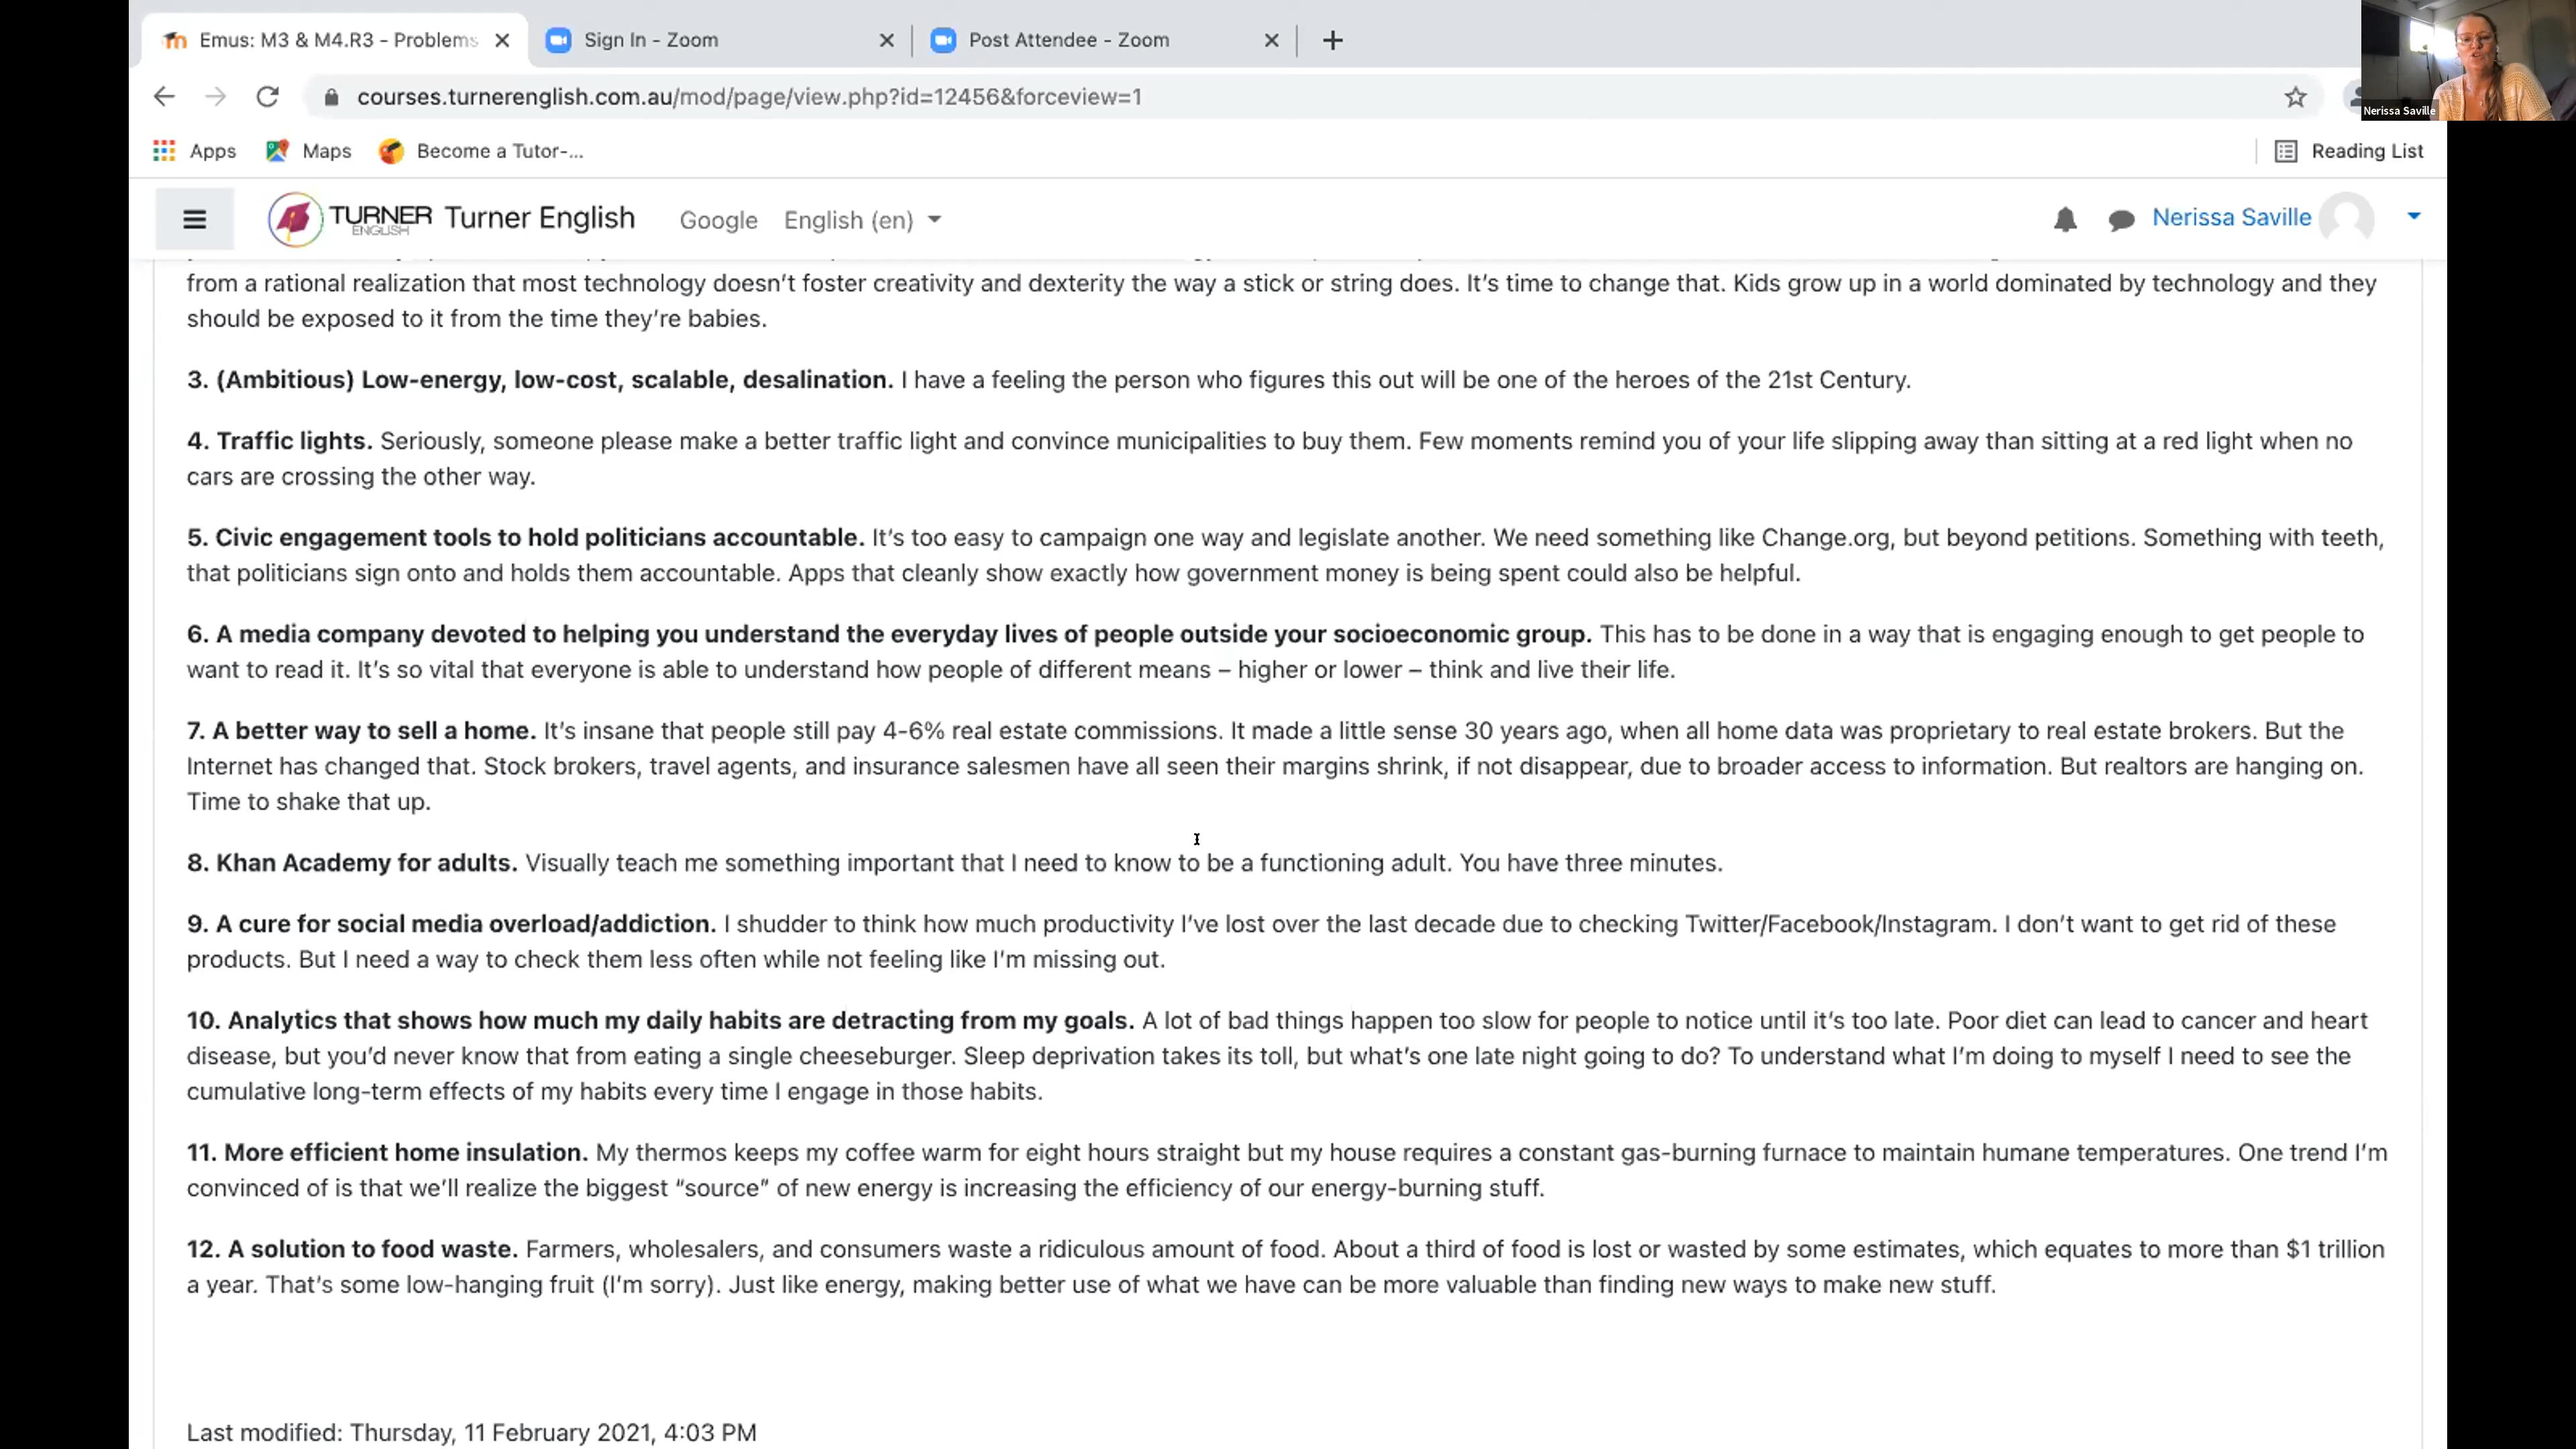 Emus: M3 & M4.R3 - Problems
Sign In - Zoom
Post Attendee - Zoom
courses.turnerenglish.com.au/mod/page/view.php?id=12456&forceview=1
Nerissa Saville
Apps Maps Become a Tutor-...
Reading List
TURNER
ENGLISH
Turner English Google English (en)
Nerissa Saville
from a rational realization that most technology doesn't foster creativity and dexterity the way a stick or string does. It's time to change that. Kids grow up in a world dominated by technology and they
should be exposed to it from the time they're babies.
3. (Ambitious) Low-energy, low-cost, scalable, desalination. I have a feeling the person who figures this out will be one of the heroes of the 21st Century.
4. Traffic lights. Seriously, someone please make a better traffic light and convince municipalities to buy them. Few moments remind you of your life slipping away than sitting at a red light when no
cars are crossing the other way.
5. Civic engagement tools to hold politicians accountable. It's too easy to campaign one way and legislate another. We need something like Change.org, but beyond petitions. Something with teeth,
that politicians sign onto and holds them accountable. Apps that cleanly show exactly how government money is being spent could also be helpful.
6. A media company devoted to helping you understand the everyday lives of people outside your socioeconomic group. This has to be done in a way that is engaging enough to get people to
want to read it. It's so vital that everyone is able to understand how people of different means – higher or lower – think and live their life.
7. A better way to sell a home. It's insane that people still pay 4-6% real estate commissions. It made a little sense 30 years ago, when all home data was proprietary to real estate brokers. But the
Internet has changed that. Stock brokers, travel agents, and insurance salesmen have all seen their margins shrink, if not disappear, due to broader access to information. But realtors are hanging on.
Time to shake that up.
8. Khan Academy for adults. Visually teach me something important that I need to know to be a functioning adult. You have three minutes.
9. A cure for social media overload/addiction. I shudder to think how much productivity I've lost over the last decade due to checking Twitter/Facebook/Instagram. I don't want to get rid of these
products. But I need a way to check them less often while not feeling like I'm missing out.
10. Analytics that shows how much my daily habits are detracting from my goals. A lot of bad things happen too slow for people to notice until it's too late. Poor diet can lead to cancer and heart
disease, but you'd never know that from eating a single cheeseburger. Sleep deprivation takes its toll, but what's one late night going to do? To understand what I'm doing to myself I need to see the
cumulative long-term effects of my habits every time I engage in those habits.
11. More efficient home insulation. My thermos keeps my coffee warm for eight hours straight but my house requires a constant gas-burning furnace to maintain humane temperatures. One trend I'm
convinced of is that we'll realize the biggest "source" of new energy is increasing the efficiency of our energy-burning stuff.
12. A solution to food waste. Farmers, wholesalers, and consumers waste a ridiculous amount of food. About a third of food is lost or wasted by some estimates, which equates to more than $1 trillion
a year. That's some low-hanging fruit (I'm sorry). Just like energy, making better use of what we have can be more valuable than finding new ways to make new stuff.
Last modified: Thursday, 11 February 2021, 4:03 PM